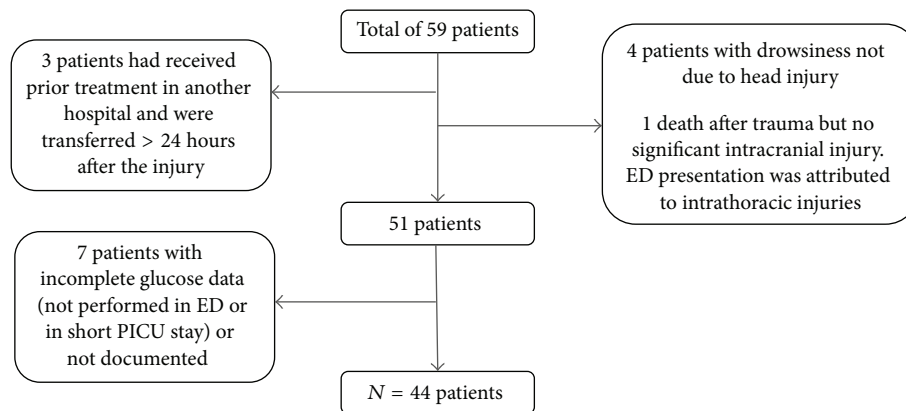 Total of 59 patients
3 patients had received
prior treatment in another
hospital and were
transferred > 24 hours
after the injury
4 patients with drowsiness not
due to head injury
1 death after trauma but no
significant intracranial injury.
ED presentation was attributed
to intrathoracic injuries
51 patients
7 patients with
incomplete glucose data
(not performed in ED or
in short PICU stay) or
not documented
N = 44 patients